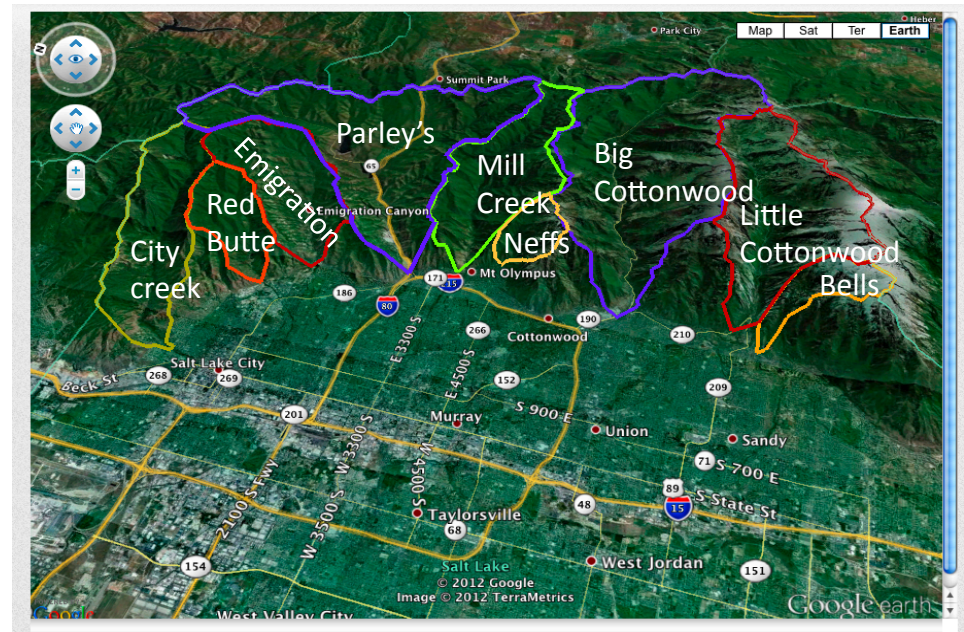 Heber
Park City
Map Sat Ter Earth
N
Summit Park
Parley's
65
Emigration
Mill
Creek
Big
Cottonwood
Red
Butte
Emigration Canyon
Neffs
Little
Cottonwood
City
creek
Bells
Mt Olympus
171
215
186
80
190
Cottonwood
210
266
E 3300 S
E 4500 S
Salt Lake City
Beck St
268
269
152
209
201
Murray
S 900 E
Union
Sandy
71
S 700 E
W 3300 S
W 4500 S
2100 S Fwy
W 3500 S
89
S State St
15
48
Taylorsville
68
154
Salt Lake
West Jordan
151
© 2012 Google
Image © 2012 TerraMetrics
Google
West Valley City
Google earth